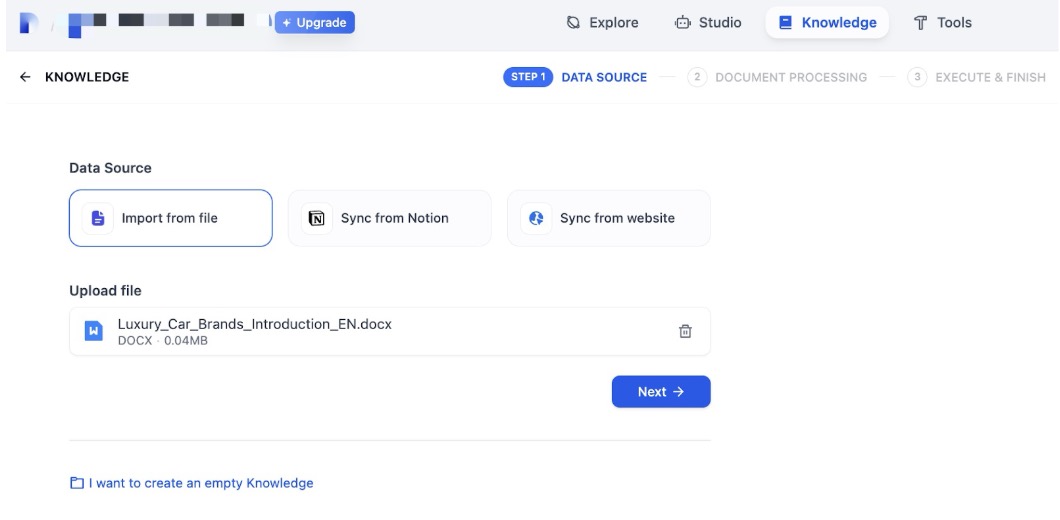 Upgrade
Explore
Studio
Knowledge
Tools
KNOWLEDGE
STEP 1 DATA SOURCE
2 DOCUMENT PROCESSING
3 EXECUTE & FINISH
Data Source
Import from file
Sync from Notion
Sync from website
Upload file
Luxury_Car_Brands_Introduction_EN.docx
DOCX · 0.04MB
Next
I want to create an empty Knowledge